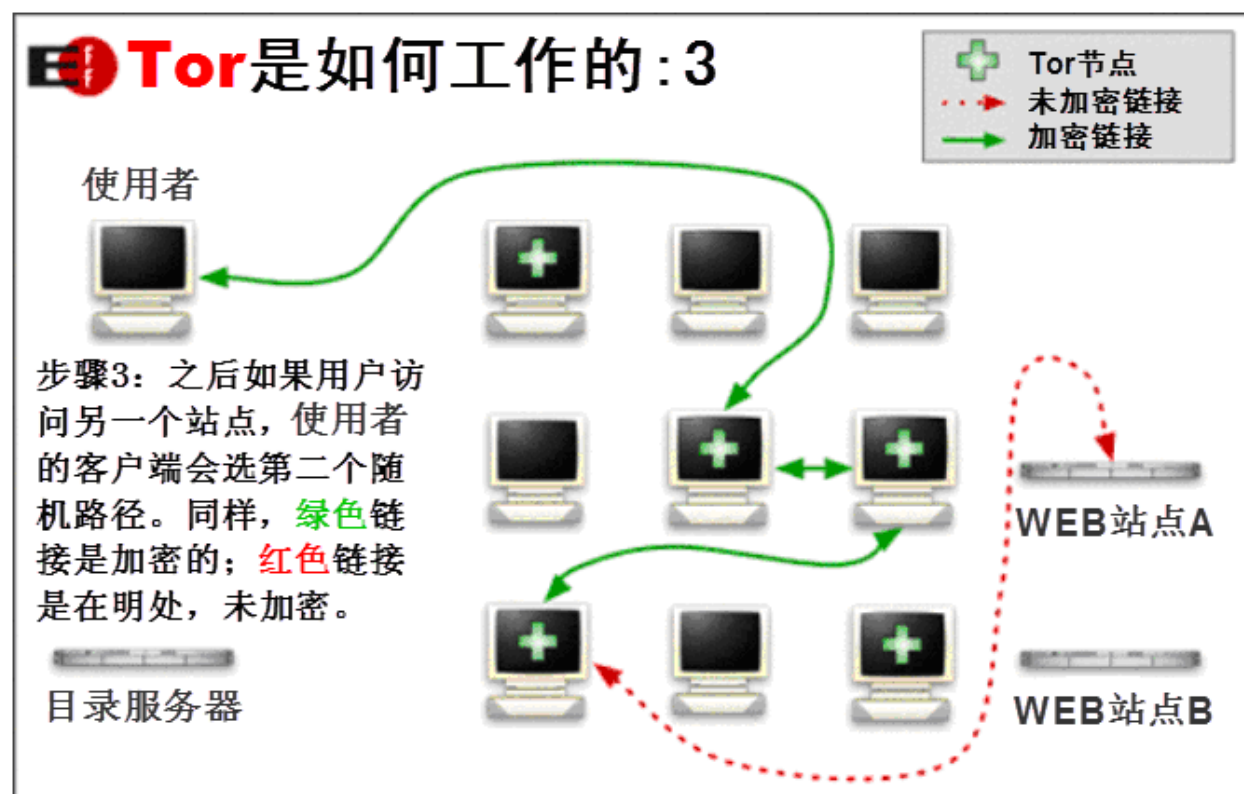 EFF Tor是如何工作的:3
Tor节点
未加密链接
加密链接
使用者
步骤3：之后如果用户访
问另一个站点，使用者
的客户端会选第二个随
机路径。同样，绿色链
接是加密的；红色链接
是在明处，未加密。
目录服务器
WEB站点A
WEB站点B